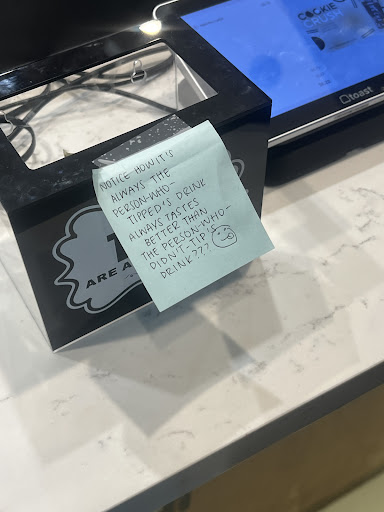 COOKIE
toast
NOTICE HOW IT'S
ALWAYS THE
PERSON-WHO-
TIPPED'S DRINK
ALWAYS TASTES
BETTER THAN
THE PERSON-WHO-
DIDN'T-TIP'S
DRINK???
ARE A